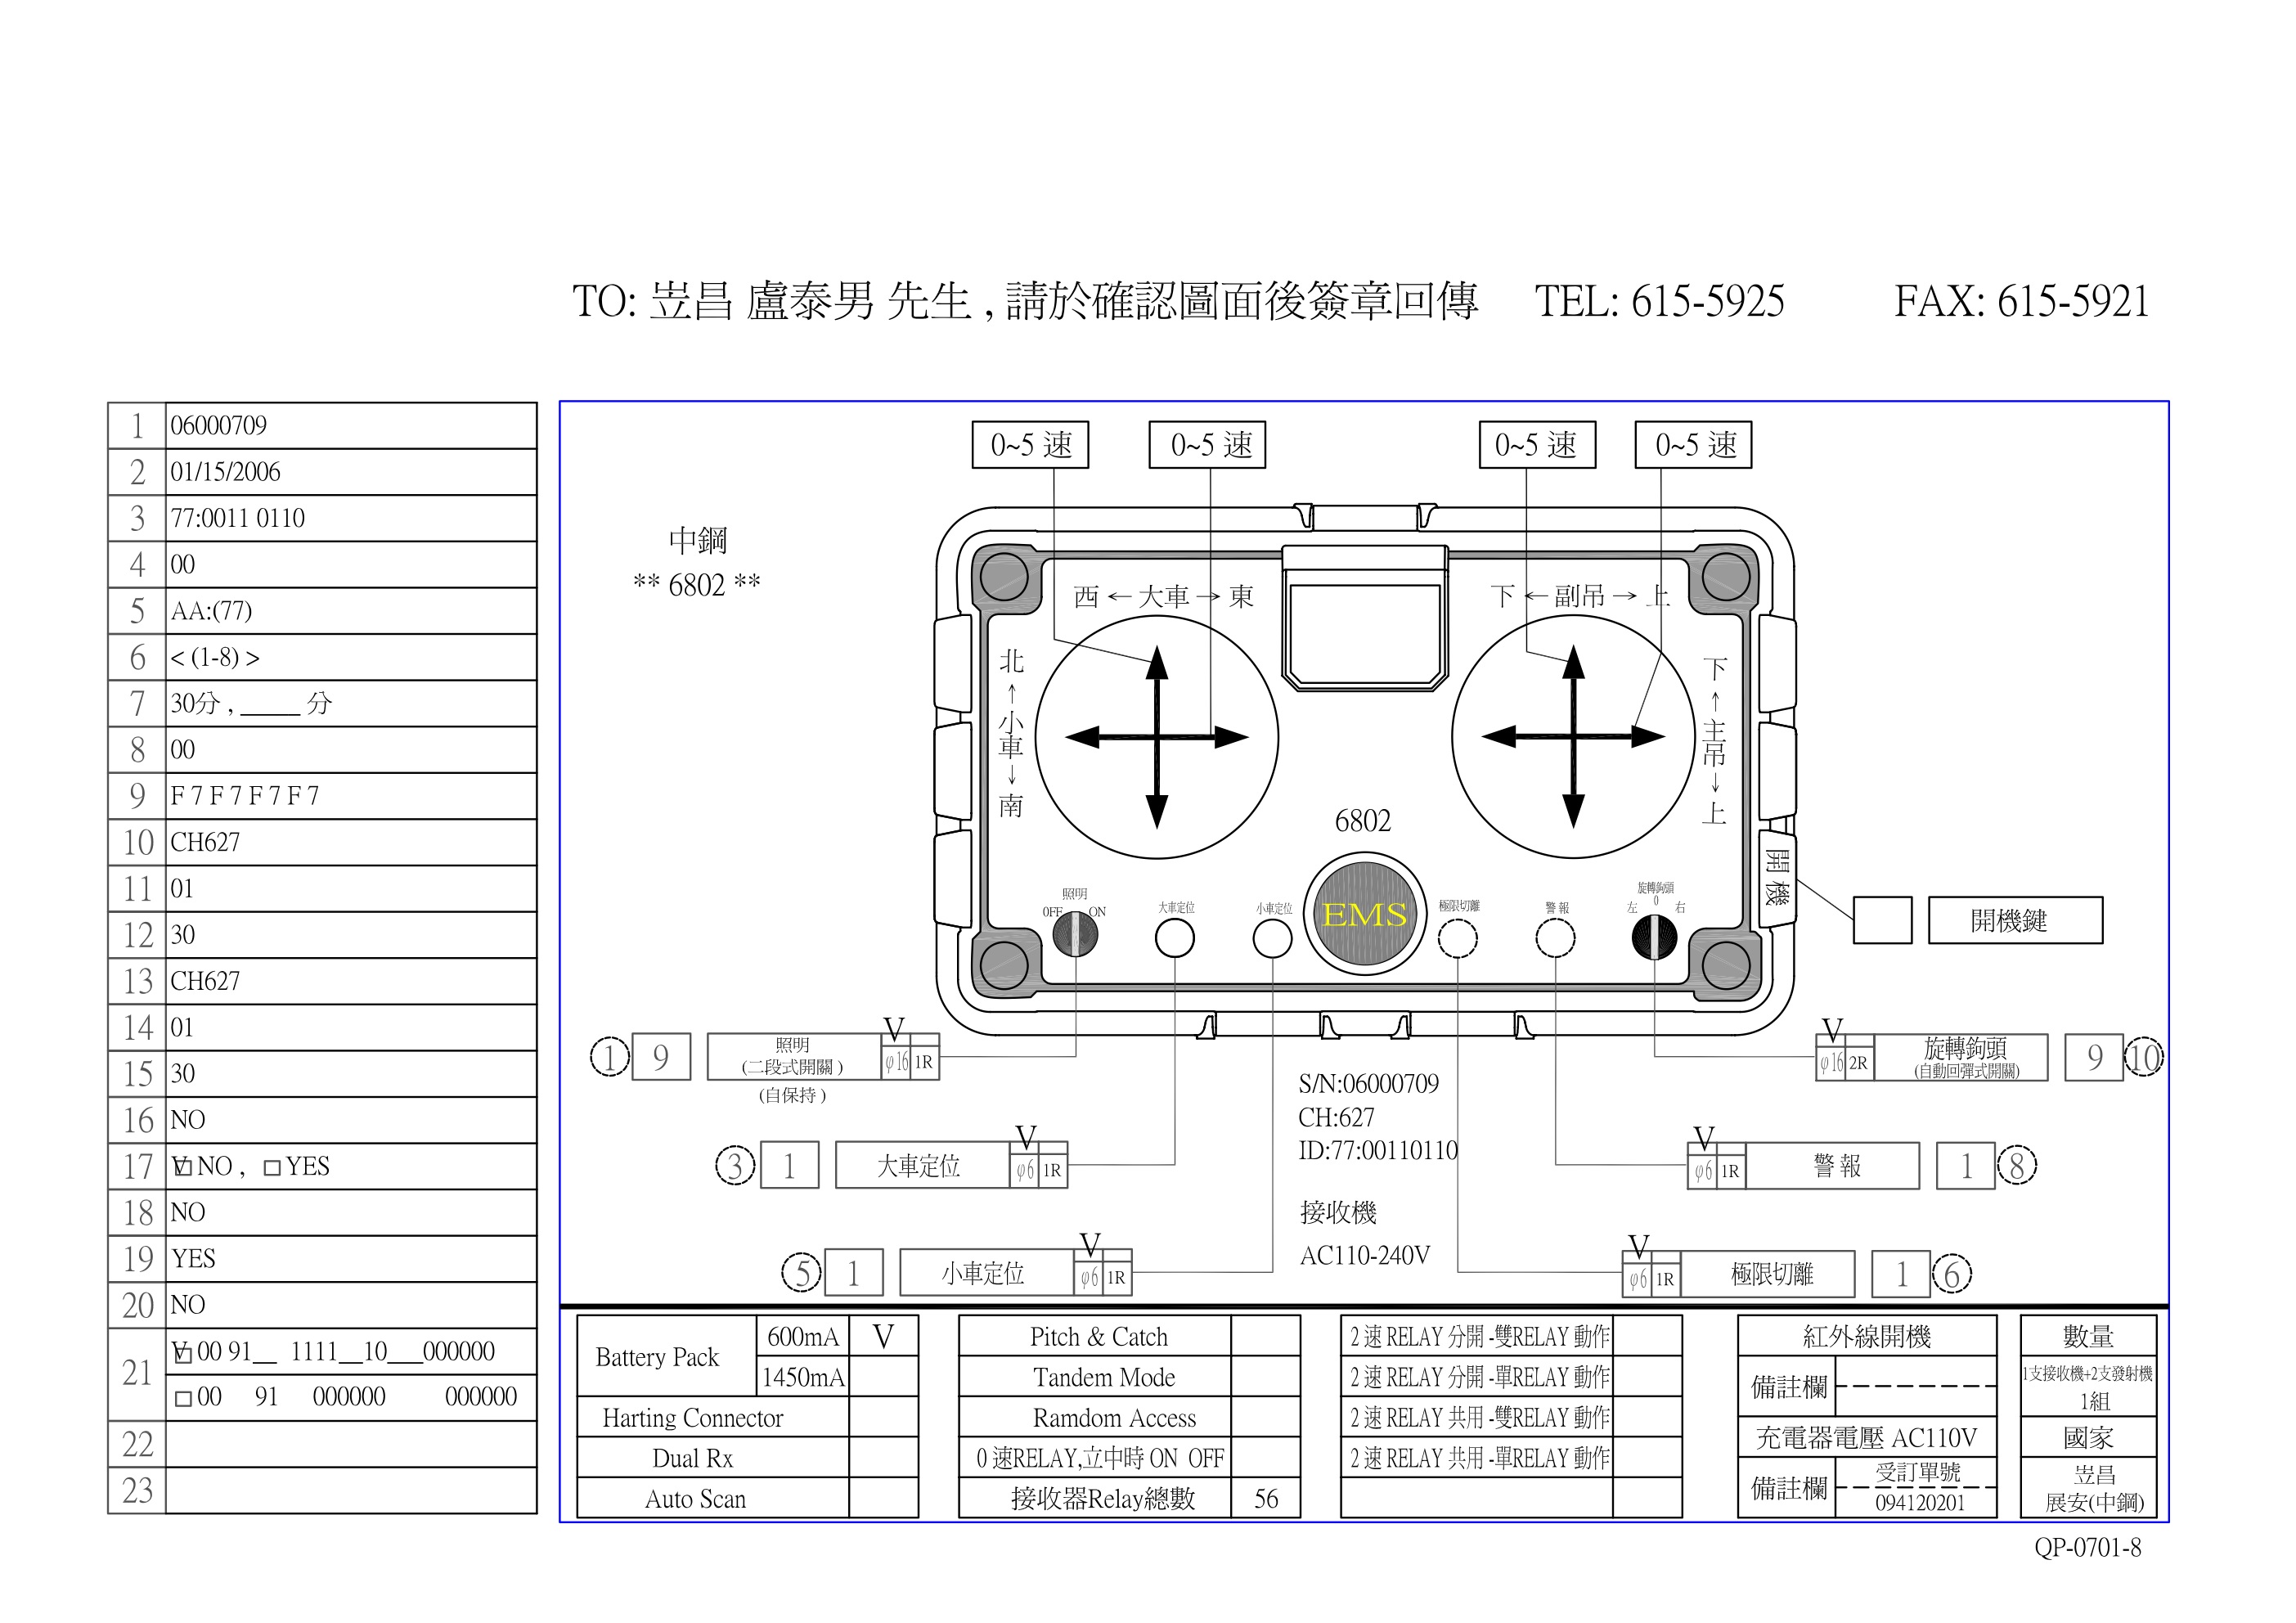 TO: 岦昌 盧泰男 先生 , 請於確認圖面後簽章回傳 TEL: 615-5925 FAX: 615-5921
1 06000709
2 01/15/2006
3 77:0011 0110
4 00
5 AA:(77)
6 < (1-8) >
7 30分 , _____ 分
8 00
9 F 7 F 7 F 7 F 7
10 CH627
11 01
12 30
13 CH627
14 01
15 30
16 NO
17 V□ NO , □ YES
18 NO
19 YES
20 NO
21 V□ 00 91__ 1111__10___000000
□ 00 91 000000 000000
22
23
0~5 速 0~5 速 0~5 速 0~5 速
中鋼
** 6802 **
西 ← 大車 → 東
下 ← 副吊 → 上
北 ↑ 小車 ↓ 南
下 ↑ 主吊 ↓ 上
6802
EMS
照明
OFF ON
大車定位
小車定位
極限切離
警 報
旋轉鉤頭
左 0 右
開 機
開機鍵
1 9 照明 V
(二段式開關 ) φ16 1R
(自保持 )
3 1 大車定位 V φ6 1R
5 1 小車定位 V φ6 1R
S/N:06000709
CH:627
ID:77:00110110
接收機
AC110-240V
V φ16 2R 旋轉鉤頭 9 10
(自動回彈式開關)
V φ6 1R 警 報 1 8
V φ6 1R 極限切離 1 6
Battery Pack 600mA V
1450mA
Harting Connector
Dual Rx
Auto Scan
Pitch & Catch
Tandem Mode
Ramdom Access
0 速RELAY,立中時 ON OFF
接收器Relay總數 56
2 速 RELAY 分開 -雙RELAY 動作
2 速 RELAY 分開 -單RELAY 動作
2 速 RELAY 共用 -雙RELAY 動作
2 速 RELAY 共用 -單RELAY 動作
紅外線開機
備註欄
充電器電壓 AC110V
備註欄 受訂單號
094120201
數量
1支接收機+2支發射機
1組
國家
岦昌
展安(中鋼)
QP-0701-8